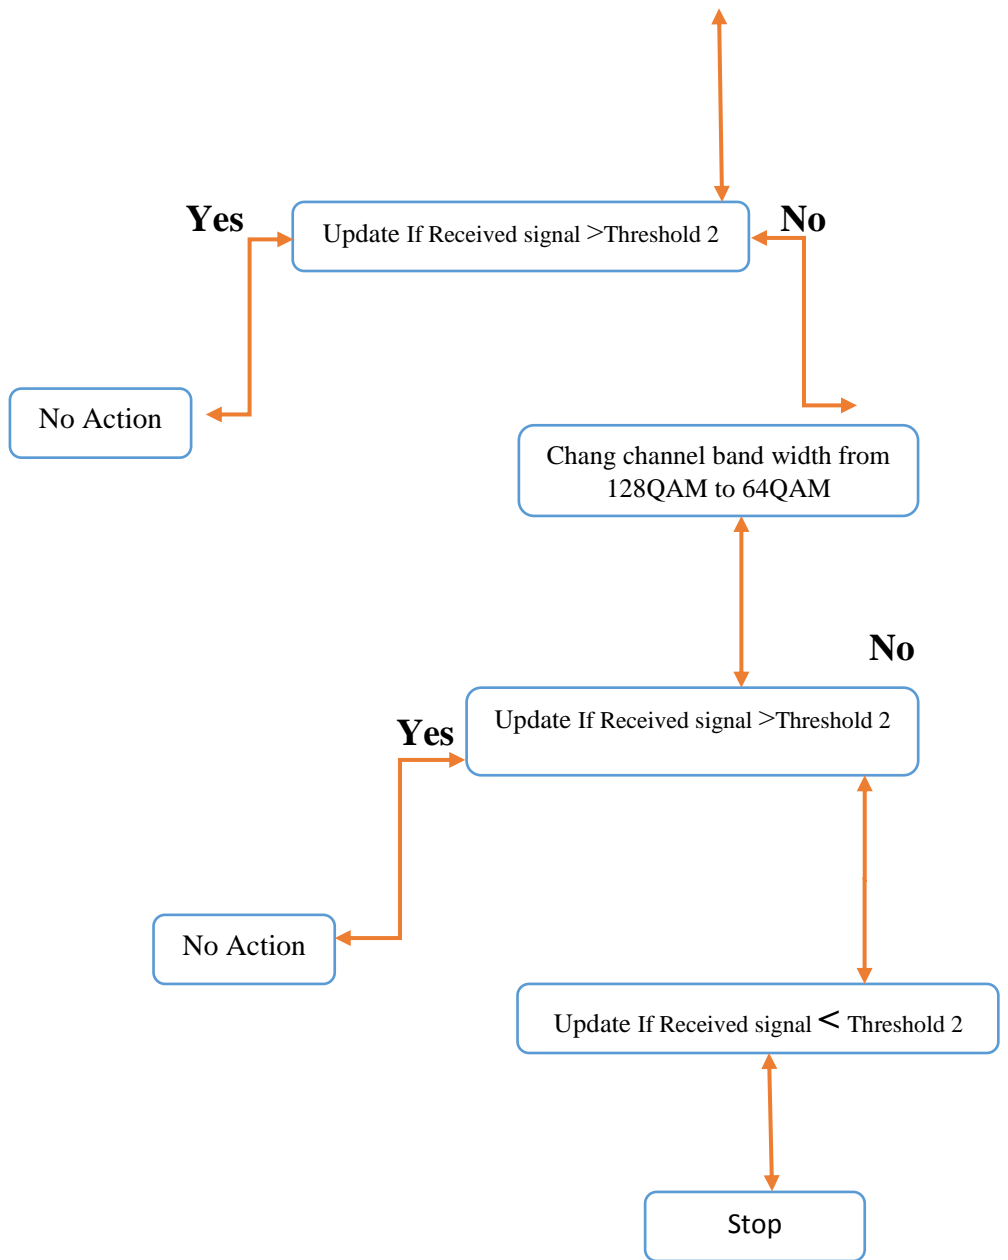 Yes
No
Update If Received signal >Threshold 2
No Action
Chang channel band width from
128QAM to 64QAM
No
Update If Received signal >Threshold 2
Yes
No Action
Update If Received signal < Threshold 2
Stop